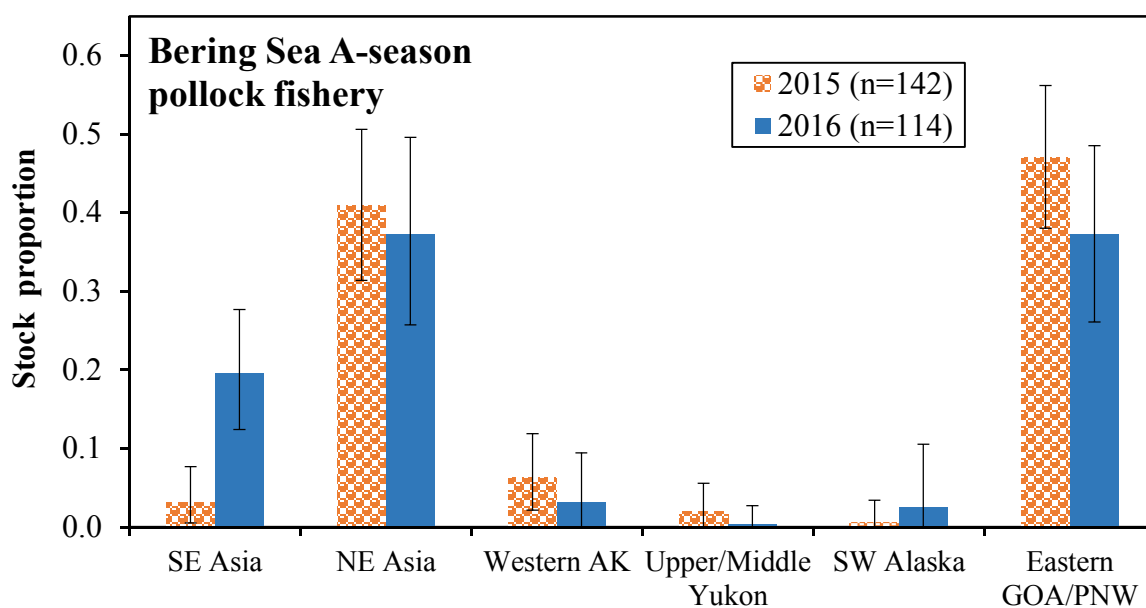 Bering Sea A-season
pollock fishery
2015 (n=142)
2016 (n=114)
Stock proportion
0.6
0.5
0.4
0.3
0.2
0.1
0.0
SE Asia
NE Asia
Western AK
Upper/Middle
Yukon
SW Alaska
Eastern
GOA/PNW